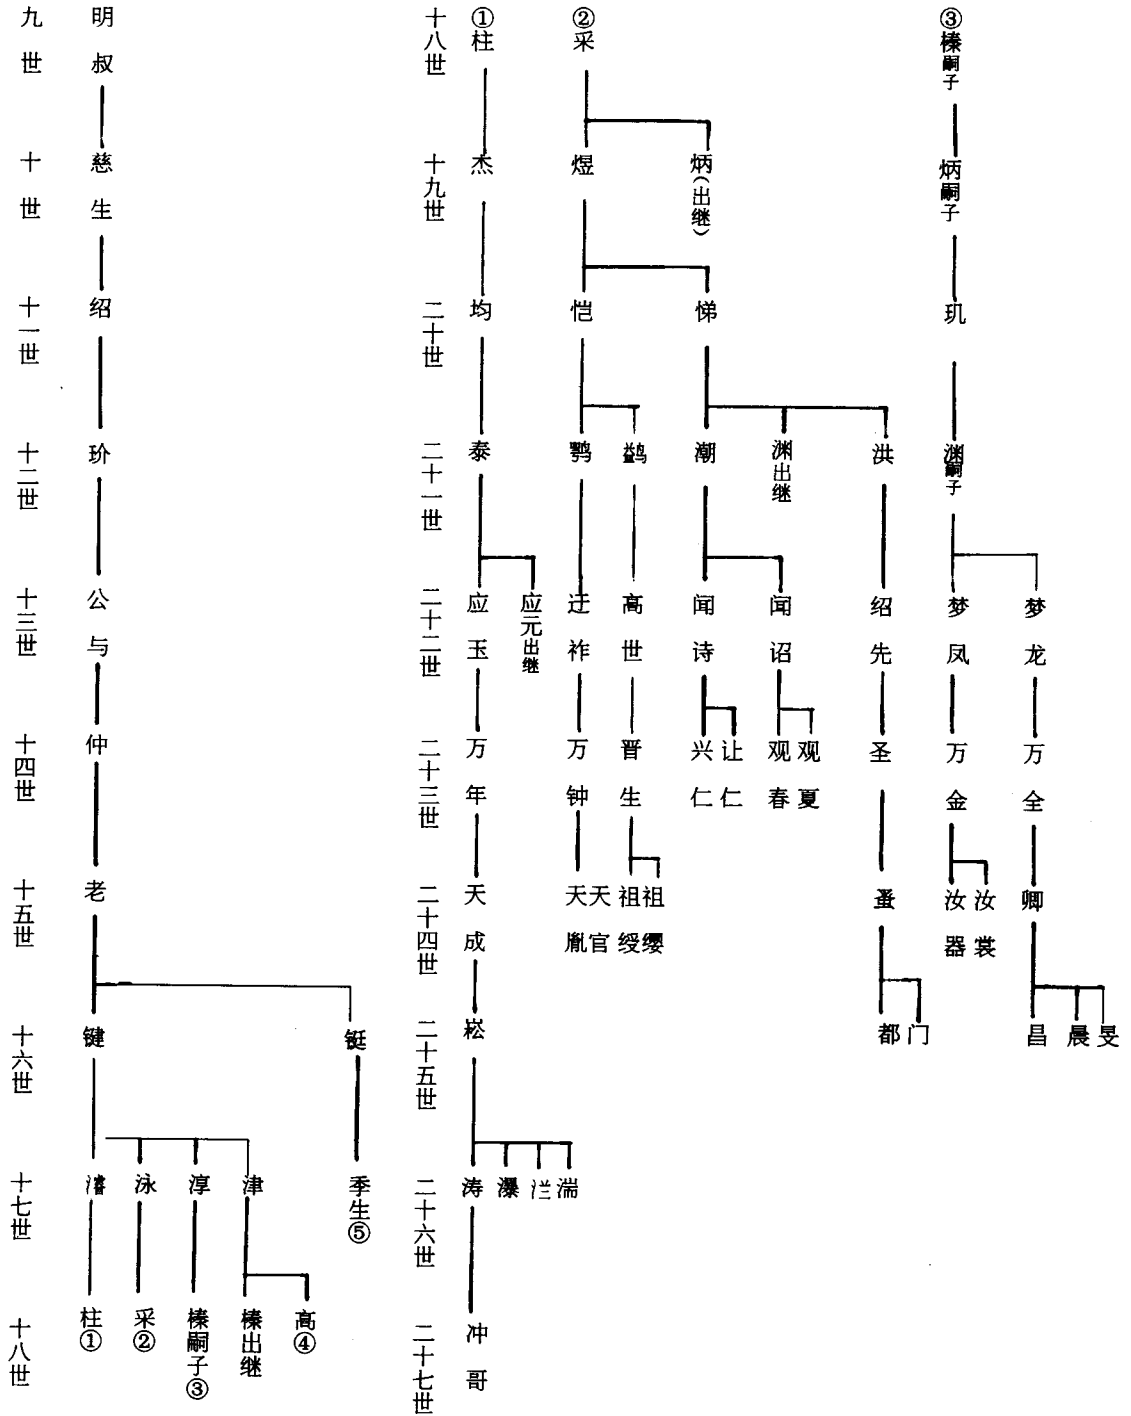 九世 明叔
十世 慈生
十一世 绍
十二世 玠
十三世 公与
十四世 仲
十五世 老
十六世 键 铤
十七世 濬 泳 淳 津 季生⑤
十八世 柱① 采② 榛嗣子③ 榛出继 高④
十八世 ①柱 ②采 ③榛嗣子
十九世 杰 煜 炳(出继) 炳嗣子
二十世 均 恺 悌 玑
二十一世 泰 鹗 鹢 潮 渊出继 洪 渊嗣子
二十二世 应玉 应元出继 迂祚 高世 闻诗 闻诏 绍先 梦凤 梦龙
二十三世 万年 万钟 晋生 兴仁 让仁 观春 观夏 圣 万金 万全
二十四世 天成 天胤 天官 祖绶 祖缨 汝器 汝裳 卿
二十五世 崧 都 门 昌 晨 旻
二十六世 涛 瀑 湍
二十七世 冲哥